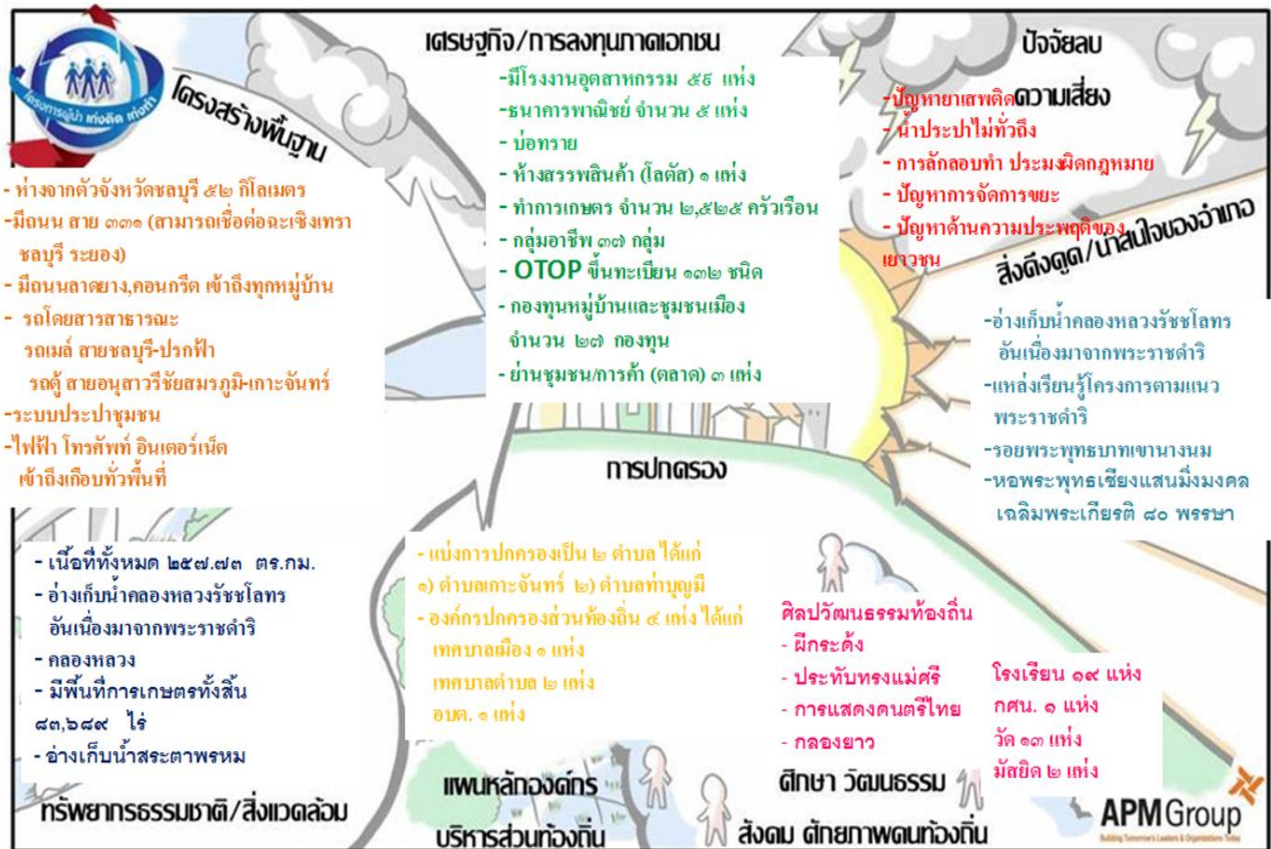 โครงการผู้นำ เก่งคิด เก่งทำ
โครงสร้างพื้นฐาน
- ห่างจากตัวจังหวัดชลบุรี ๕๒ กิโลเมตร
-มีถนน สาย ๓๓๑ (สามารถเชื่อต่อฉะเชิงเทรา
ชลบุรี ระยอง)
- มีถนนลาดยาง,คอนกรีต เข้าถึงทุกหมู่บ้าน
- รถโดยสารสาธารณะ
รถเมล์ สายชลบุรี-ปรกฟ้า
รถตู้ สายอนุสาวรีชัยสมรภูมิ-เกาะจันทร์
-ระบบประปาชุมชน
-ไฟฟ้า โทรศัพท์ อินเตอร์เน็ต
เข้าถึงเกือบทั่วพื้นที่
เศรษฐกิจ/การลงทุนภาคเอกชน
-มีโรงงานอุตสาหกรรม ๕๕ แห่ง
-ธนาคารพาณิชย์ จำนวน ๕ แห่ง
- บ่อทราย
- ห้างสรรพสินค้า (โลตัส) ๑ แห่ง
- ทำการเกษตร จำนวน ๒,๕๒๕ ครัวเรือน
- กลุ่มอาชีพ ๓๗ กลุ่ม
- OTOP ขึ้นทะเบียน ๑๓๒ ชนิด
- กองทุนหมู่บ้านและชุมชนเมือง
จำนวน ๒๗ กองทุน
- ย่านชุมชน/การค้า (ตลาด) ๓ แห่ง
ปัจจัยลบ
ความเสี่ยง
-ปัญหายาเสพติด
- น้ำประปาไม่ทั่วถึง
- การลักลอบทำ ประมงผิดกฎหมาย
- ปัญหาการจัดการขยะ
- ปัญหาด้านความประพฤติของ
เยาวชน
สิ่งดึงดูด/น่าสนใจของอำเภอ
-อ่างเก็บน้ำคลองหลวงรัชชโลทร
อันเนื่องมาจากพระราชดำริ
-แหล่งเรียนรู้โครงการตามแนว
พระราชดำริ
-รอยพระพุทธบาทเขานางนม
-หอพระพุทธเชียงแสนมิ่งมงคล
เฉลิมพระเกียรติ ๘๐ พรรษา
- เนื้อที่ทั้งหมด ๒๕๗.๗๓ ตร.กม.
- อ่างเก็บน้ำคลองหลวงรัชชโลทร
อันเนื่องมาจากพระราชดำริ
- คลองหลวง
- มีพื้นที่การเกษตรทั้งสิ้น
๘๓,๖๘๙ ไร่
- อ่างเก็บน้ำสระตาพรหม
ทรัพยากรธรรมชาติ/สิ่งแวดล้อม
การปกครอง
- แบ่งการปกครองเป็น ๒ ตำบล ได้แก่
๑) ตำบลเกาะจันทร์ ๒) ตำบลท่าบุญมี
- องค์กรปกครองส่วนท้องถิ่น ๔ แห่ง ได้แก่
เทศบาลเมือง ๑ แห่ง
เทศบาลตำบล ๒ แห่ง
อบต. ๑ แห่ง
แผนหลักองค์กร
บริหารส่วนท้องถิ่น
ศิลปวัฒนธรรมท้องถิ่น
- ผีกระด้ง
- ประทับทรงแม่ศรี
- การแสดงดนตรีไทย
- กลองยาว
โรงเรียน ๑๙ แห่ง
กศน. ๑ แห่ง
วัด ๑๓ แห่ง
มัสยิด ๒ แห่ง
ศึกษา วัฒนธรรม
สังคม ศักยภาพคนท้องถิ่น
APM Group
Building Tomorrow's Leaders & Organizations Today